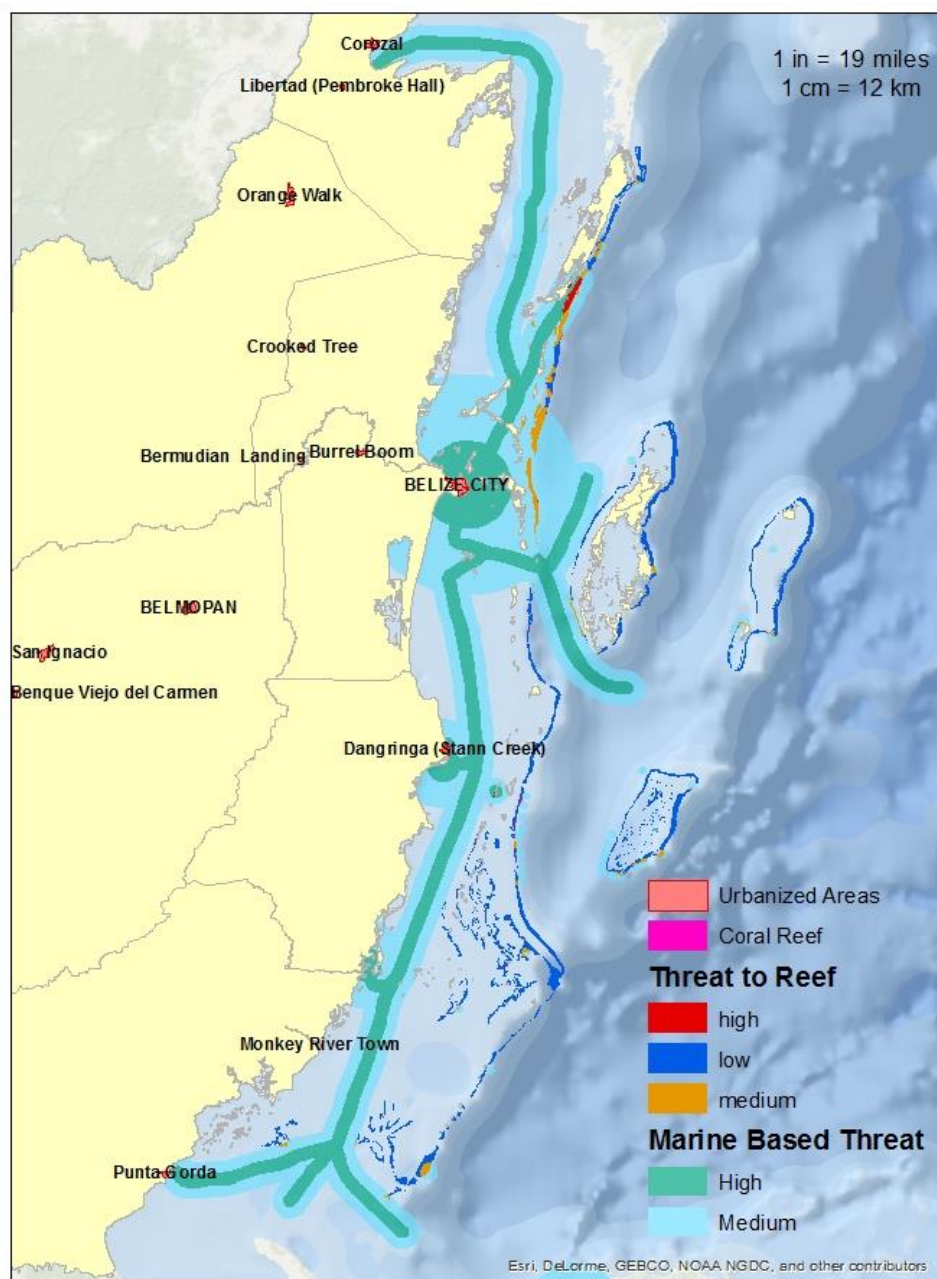 Corozal
1 in = 19 miles
1 cm = 12 km
Libertad (Pembroke Hall)
Orange Walk
Crooked Tree
Bermudian Landing
Burrel Boom
BELIZE CITY
BELMOPAN
San Ignacio
Benque Viejo del Carmen
Dangringa (Stann Creek)
Monkey River Town
Punta Gorda
Urbanized Areas
Coral Reef
Threat to Reef
high
low
medium
Marine Based Threat
High
Medium
Esri, DeLorme, GEBCO, NOAA NGDC, and other contributors